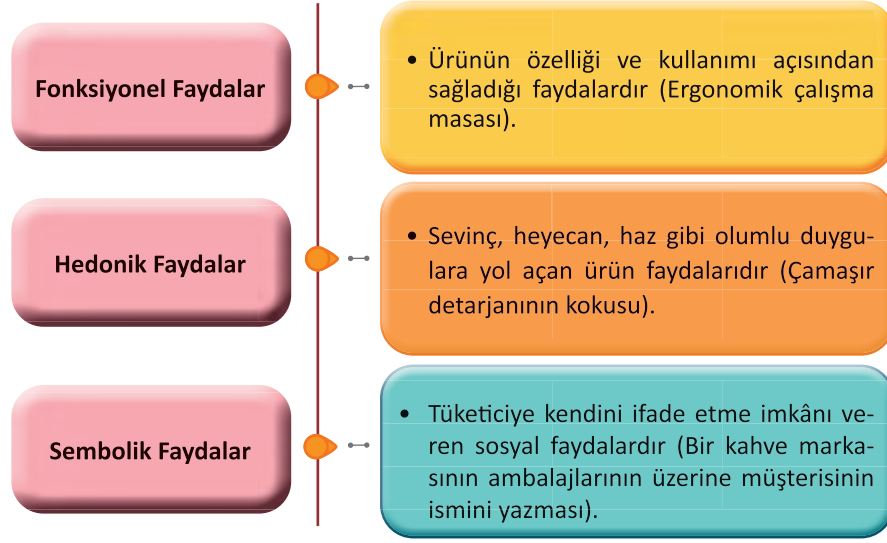 Fonksiyonel Faydalar
• Ürünün özelliği ve kullanımı açısından
sağladığı faydalardır (Ergonomik çalışma
masası).
Hedonik Faydalar
• Sevinç, heyecan, haz gibi olumlu duygu-
lara yol açan ürün faydalarıdır (Çamaşır
detarjanının kokusu).
Sembolik Faydalar
• Tüketiciye kendini ifade etme imkânı ve-
ren sosyal faydalardır (Bir kahve marka-
sının ambalajlarının üzerine müşterisinin
ismini yazması).